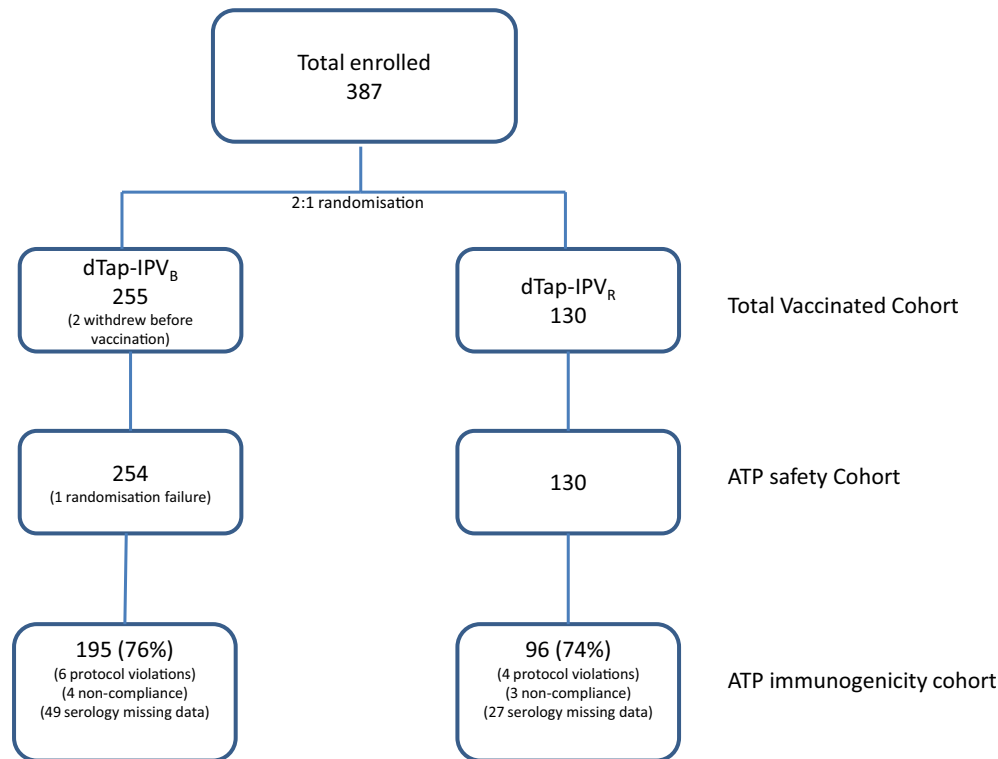 Total enrolled
387
2:1 randomisation
dTap-IPVB
255
(2 withdrew before
vaccination)
dTap-IPVR
130
Total Vaccinated Cohort
254
(1 randomisation failure)
130
ATP safety Cohort
195 (76%)
(6 protocol violations)
(4 non-compliance)
(49 serology missing data)
96 (74%)
(4 protocol violations)
(3 non-compliance)
(27 serology missing data)
ATP immunogenicity cohort